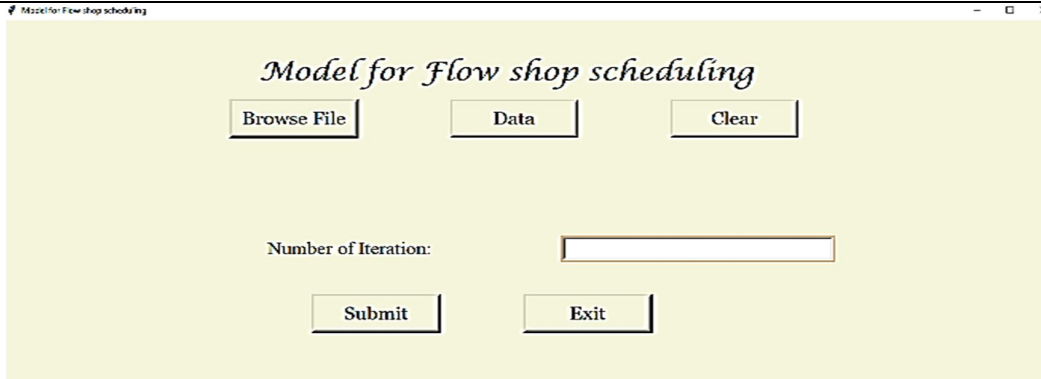 Model for Flow shop scheduling
Model for Flow shop scheduling
Browse File Data Clear
Number of Iteration:
Submit Exit